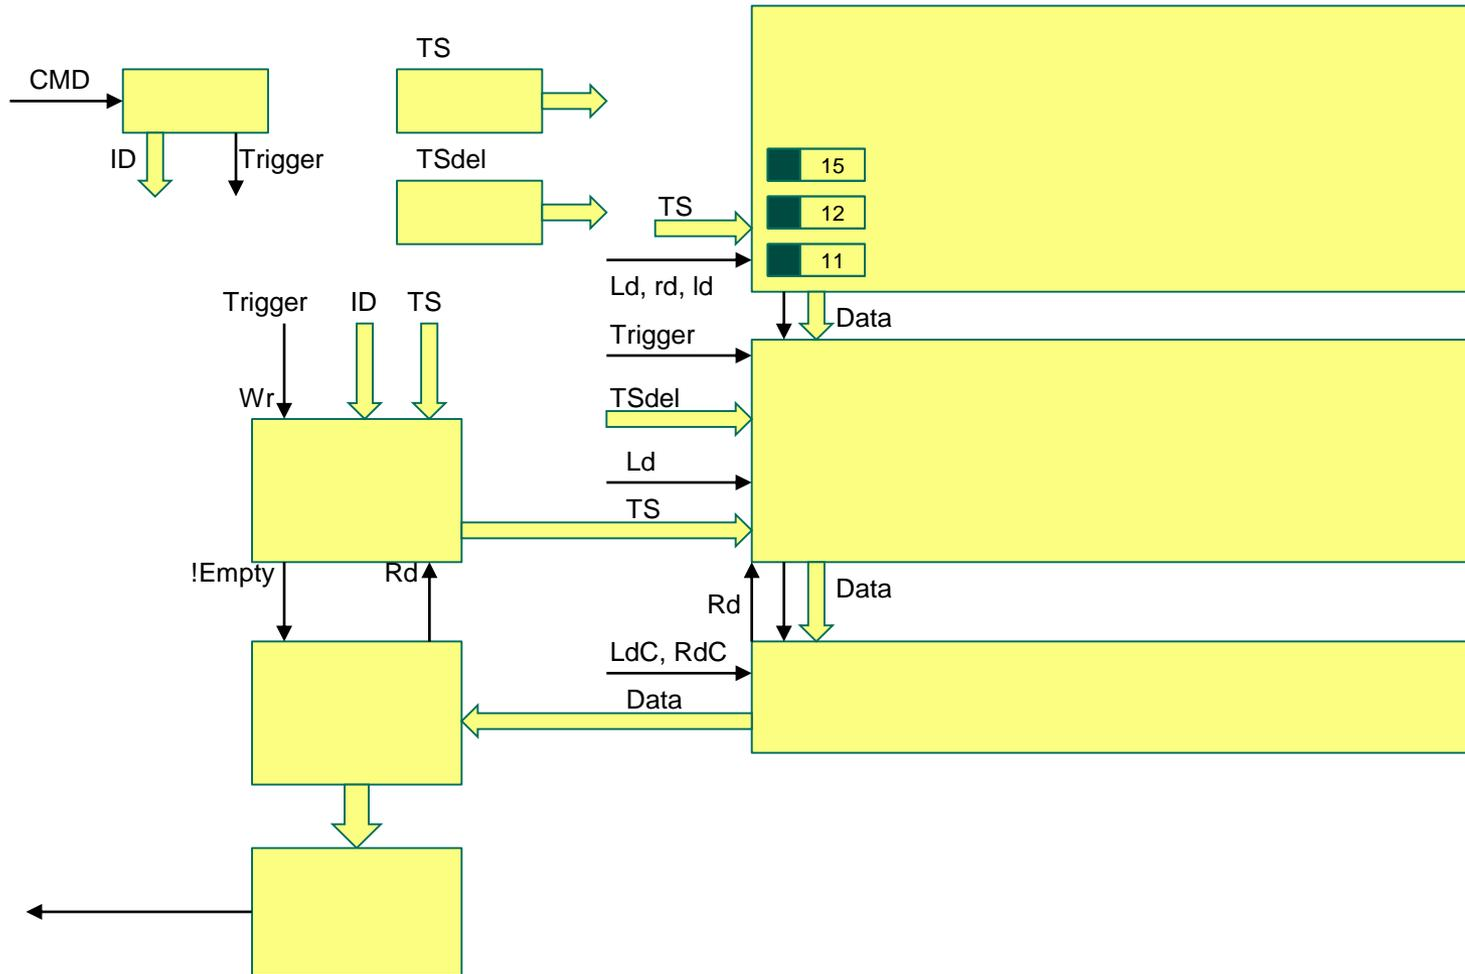 TS
CMD
ID
Trigger
TSdel
15
TS
12
11
Ld, rd, ld
Trigger
ID
TS
Data
Trigger
Wr
TSdel
Ld
TS
!Empty
Rd
Data
Rd
LdC, RdC
Data